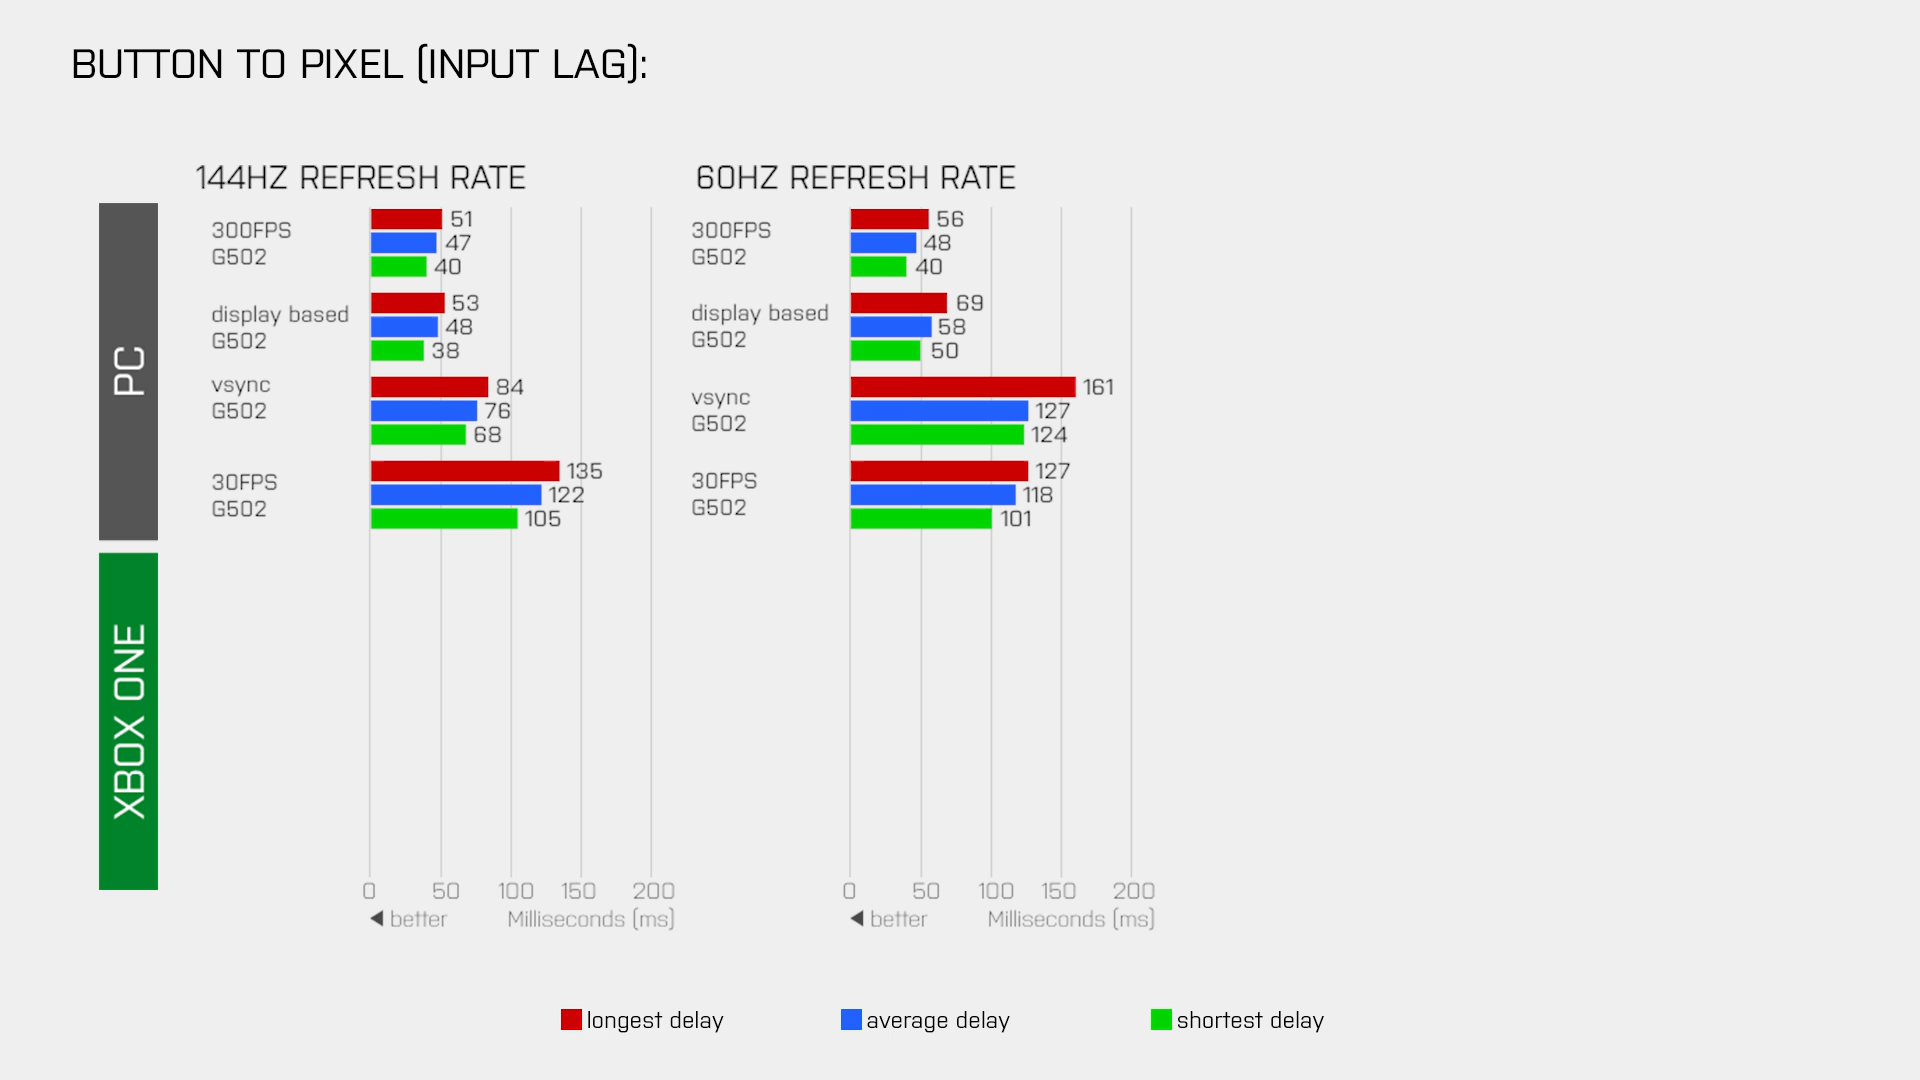 BUTTON TO PIXEL (INPUT LAG):
144HZ REFRESH RATE
60HZ REFRESH RATE
PC
300FPS
G502
51
47
40
display based
G502
53
48
38
vsync
G502
84
76
68
30FPS
G502
135
122
105
300FPS
G502
56
48
40
display based
G502
69
58
50
vsync
G502
161
127
124
30FPS
G502
127
118
101
XBOX ONE
0 50 100 150 200
◄ better Milliseconds (ms)
0 50 100 150 200
◄ better Milliseconds (ms)
longest delay
average delay
shortest delay